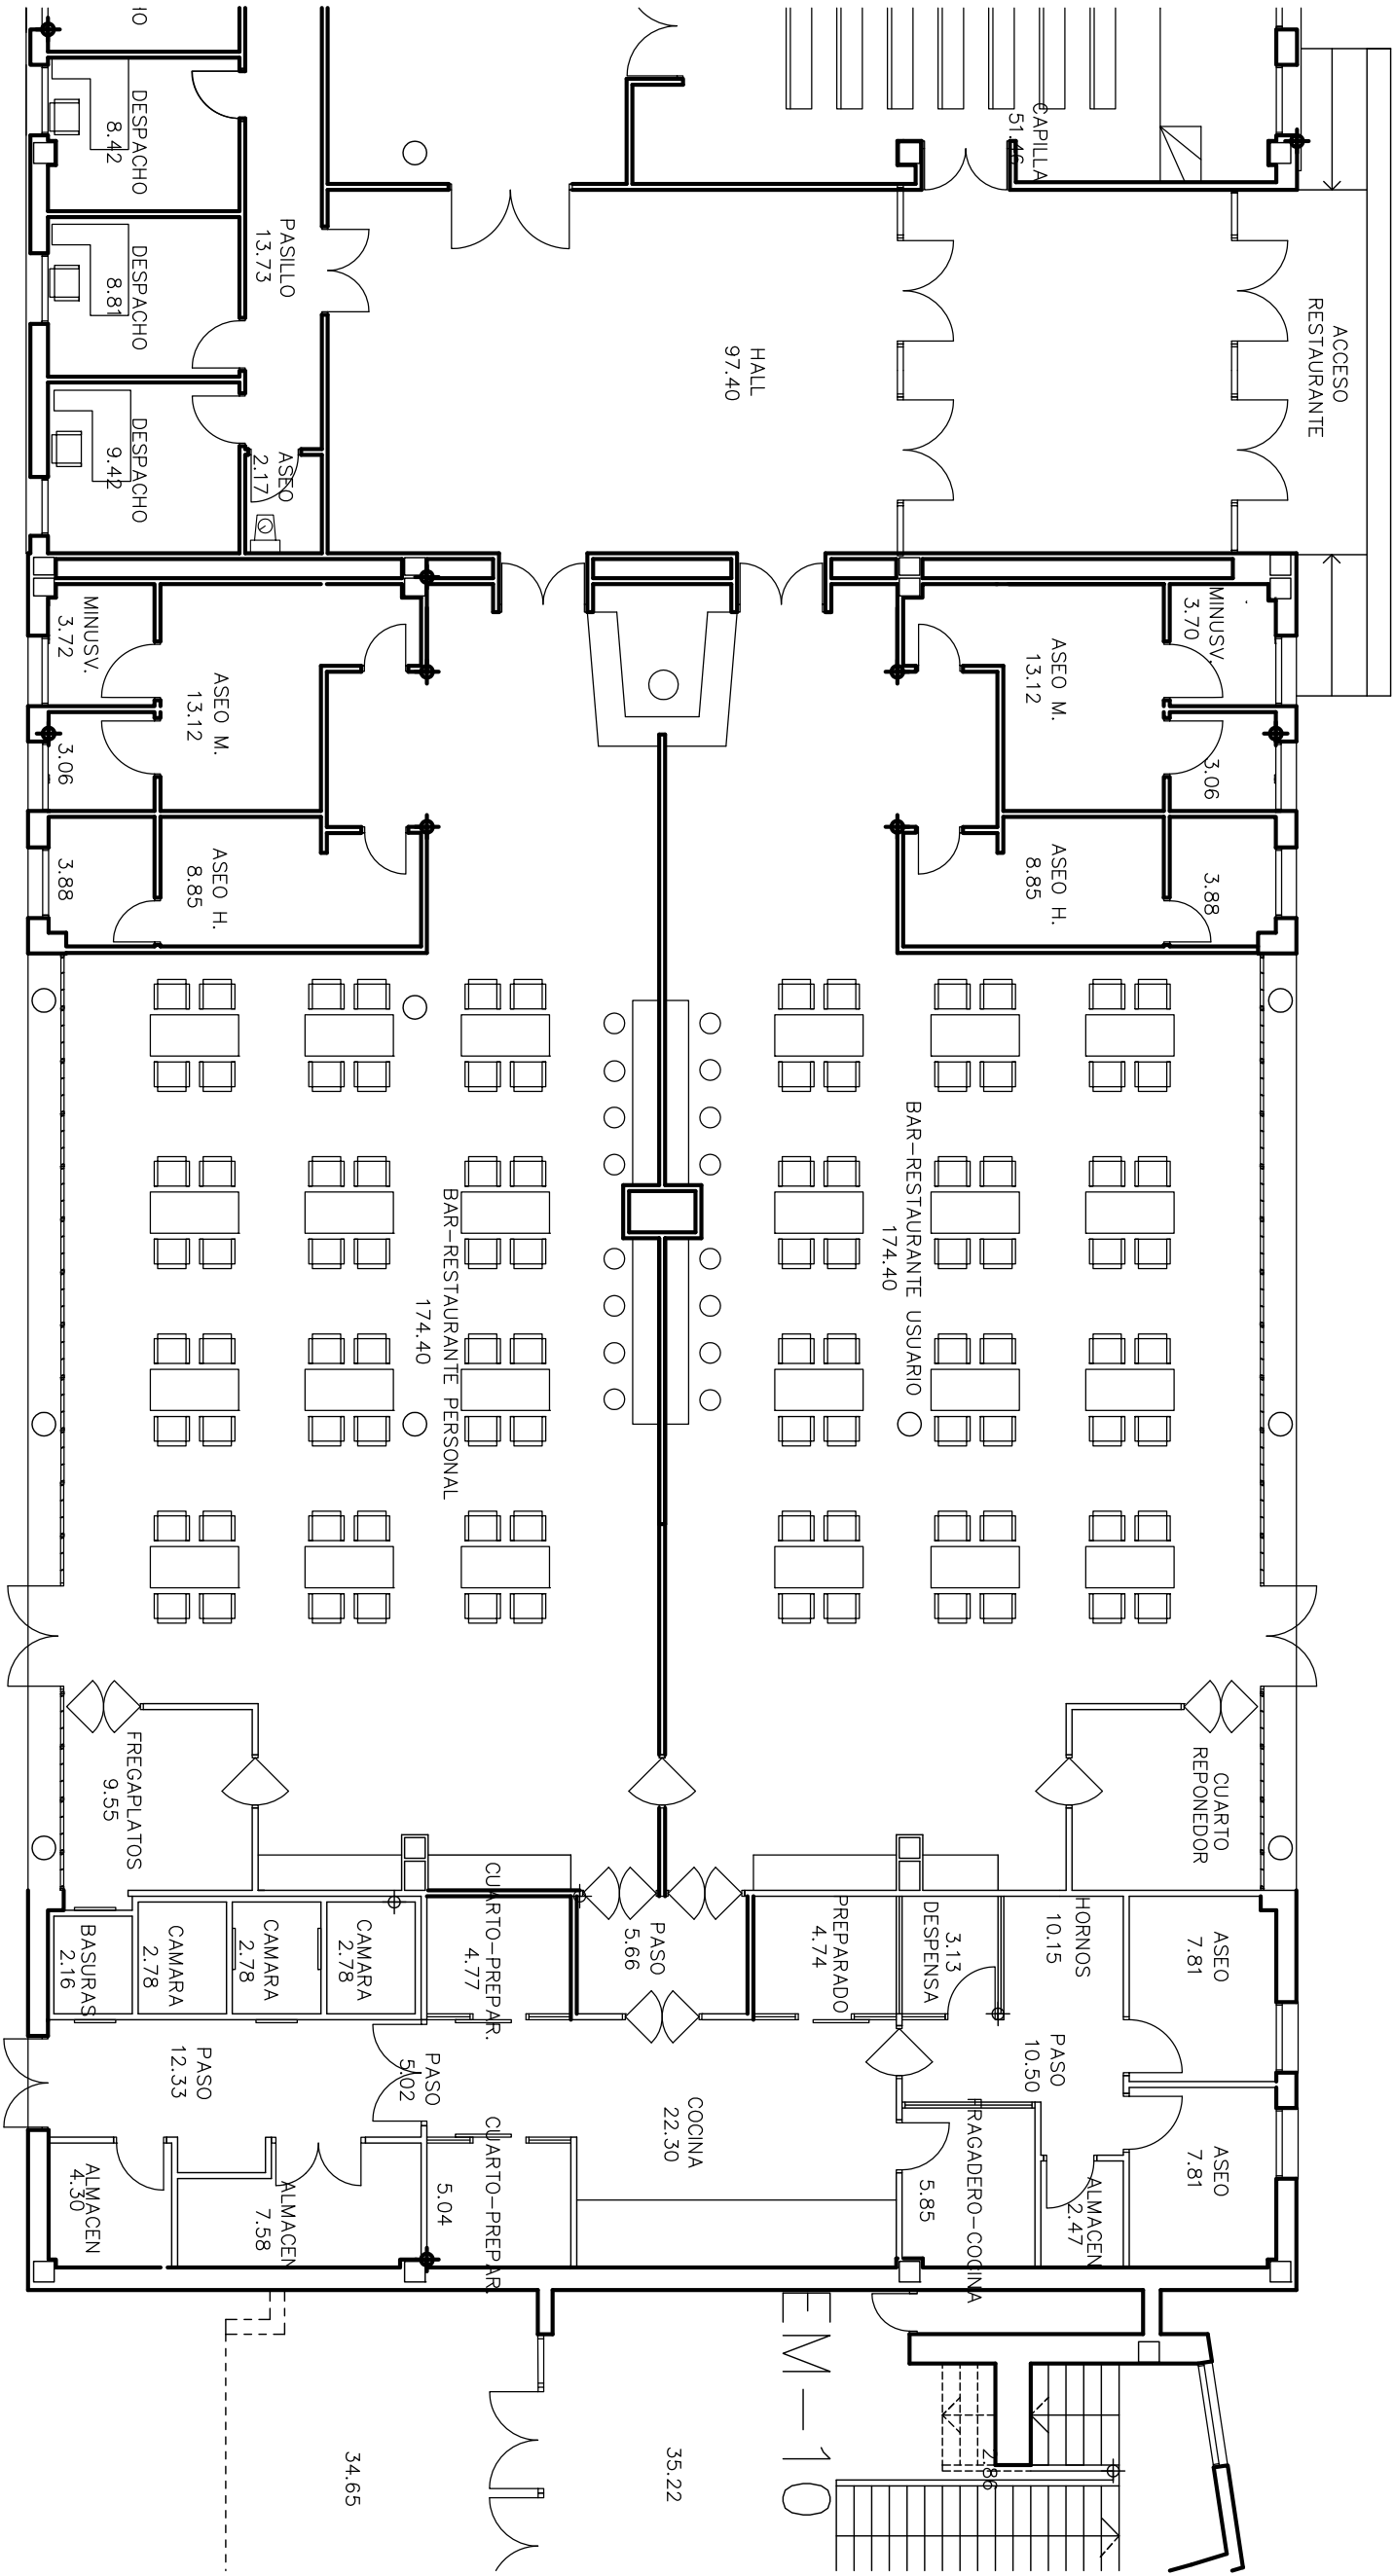 DESPACHO
8.42
DESPACHO
8.81
DESPACHO
9.42
PASILLO
13.73
ASEO
2.17
HALL
97.40
CAPILLA
51.46
ACCESO
RESTAURANTE
MINUSV.
3.72
ASEO M.
13.12
3.06
3.88
ASEO H.
8.85
MINUSV.
3.70
ASEO M.
13.12
3.06
3.88
ASEO H.
8.85
BAR-RESTAURANTE USUARIO
174.40
BAR-RESTAURANTE PERSONAL
174.40
FREGAPLATOS
9.55
CUARTO
REPONEDOR
BASURAS
2.16
CAMARA
2.78
CAMARA
2.78
CAMARA
2.78
CUARTO-PREPAR.
4.77
PASO
5.66
PREPARADO
4.74
3.13
DESPENSA
HORNOS
10.15
ASEO
7.81
PASO
12.33
PASO
5.02
COCINA
22.30
PASO
10.50
ASEO
7.81
ALMACEN
4.30
ALMACEN
7.58
CUARTO-PREPAR.
5.04
FRAGADERO-COCINA
5.85
ALMACEN
2.47
EM-10
2.86
34.65
35.22